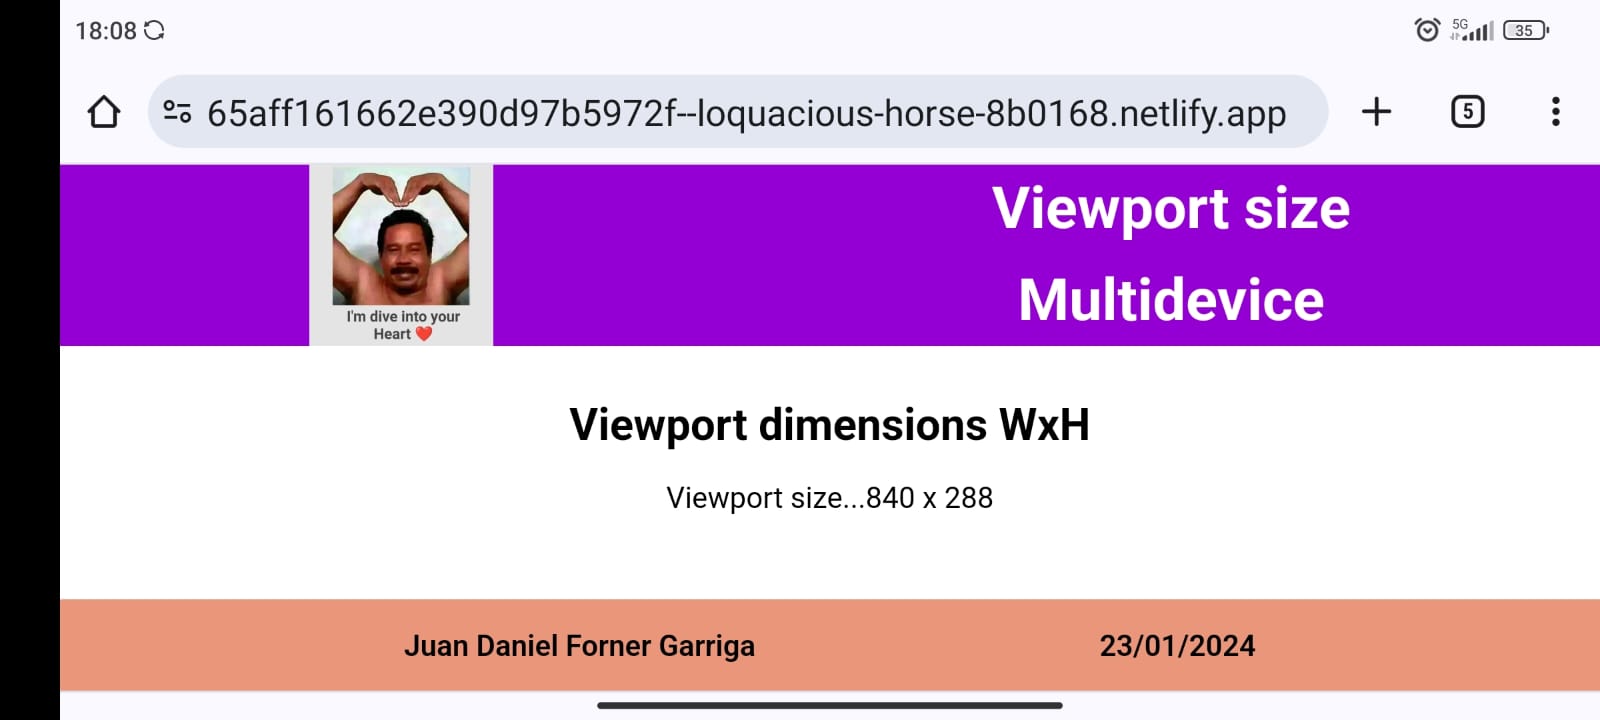 18:08
5G
35
65aff161662e390d97b5972f--loquacious-horse-8b0168.netlify.app
5
I'm dive into your
Heart ❤️
Viewport size
Multidevice
Viewport dimensions WxH
Viewport size...840 x 288
Juan Daniel Forner Garriga
23/01/2024